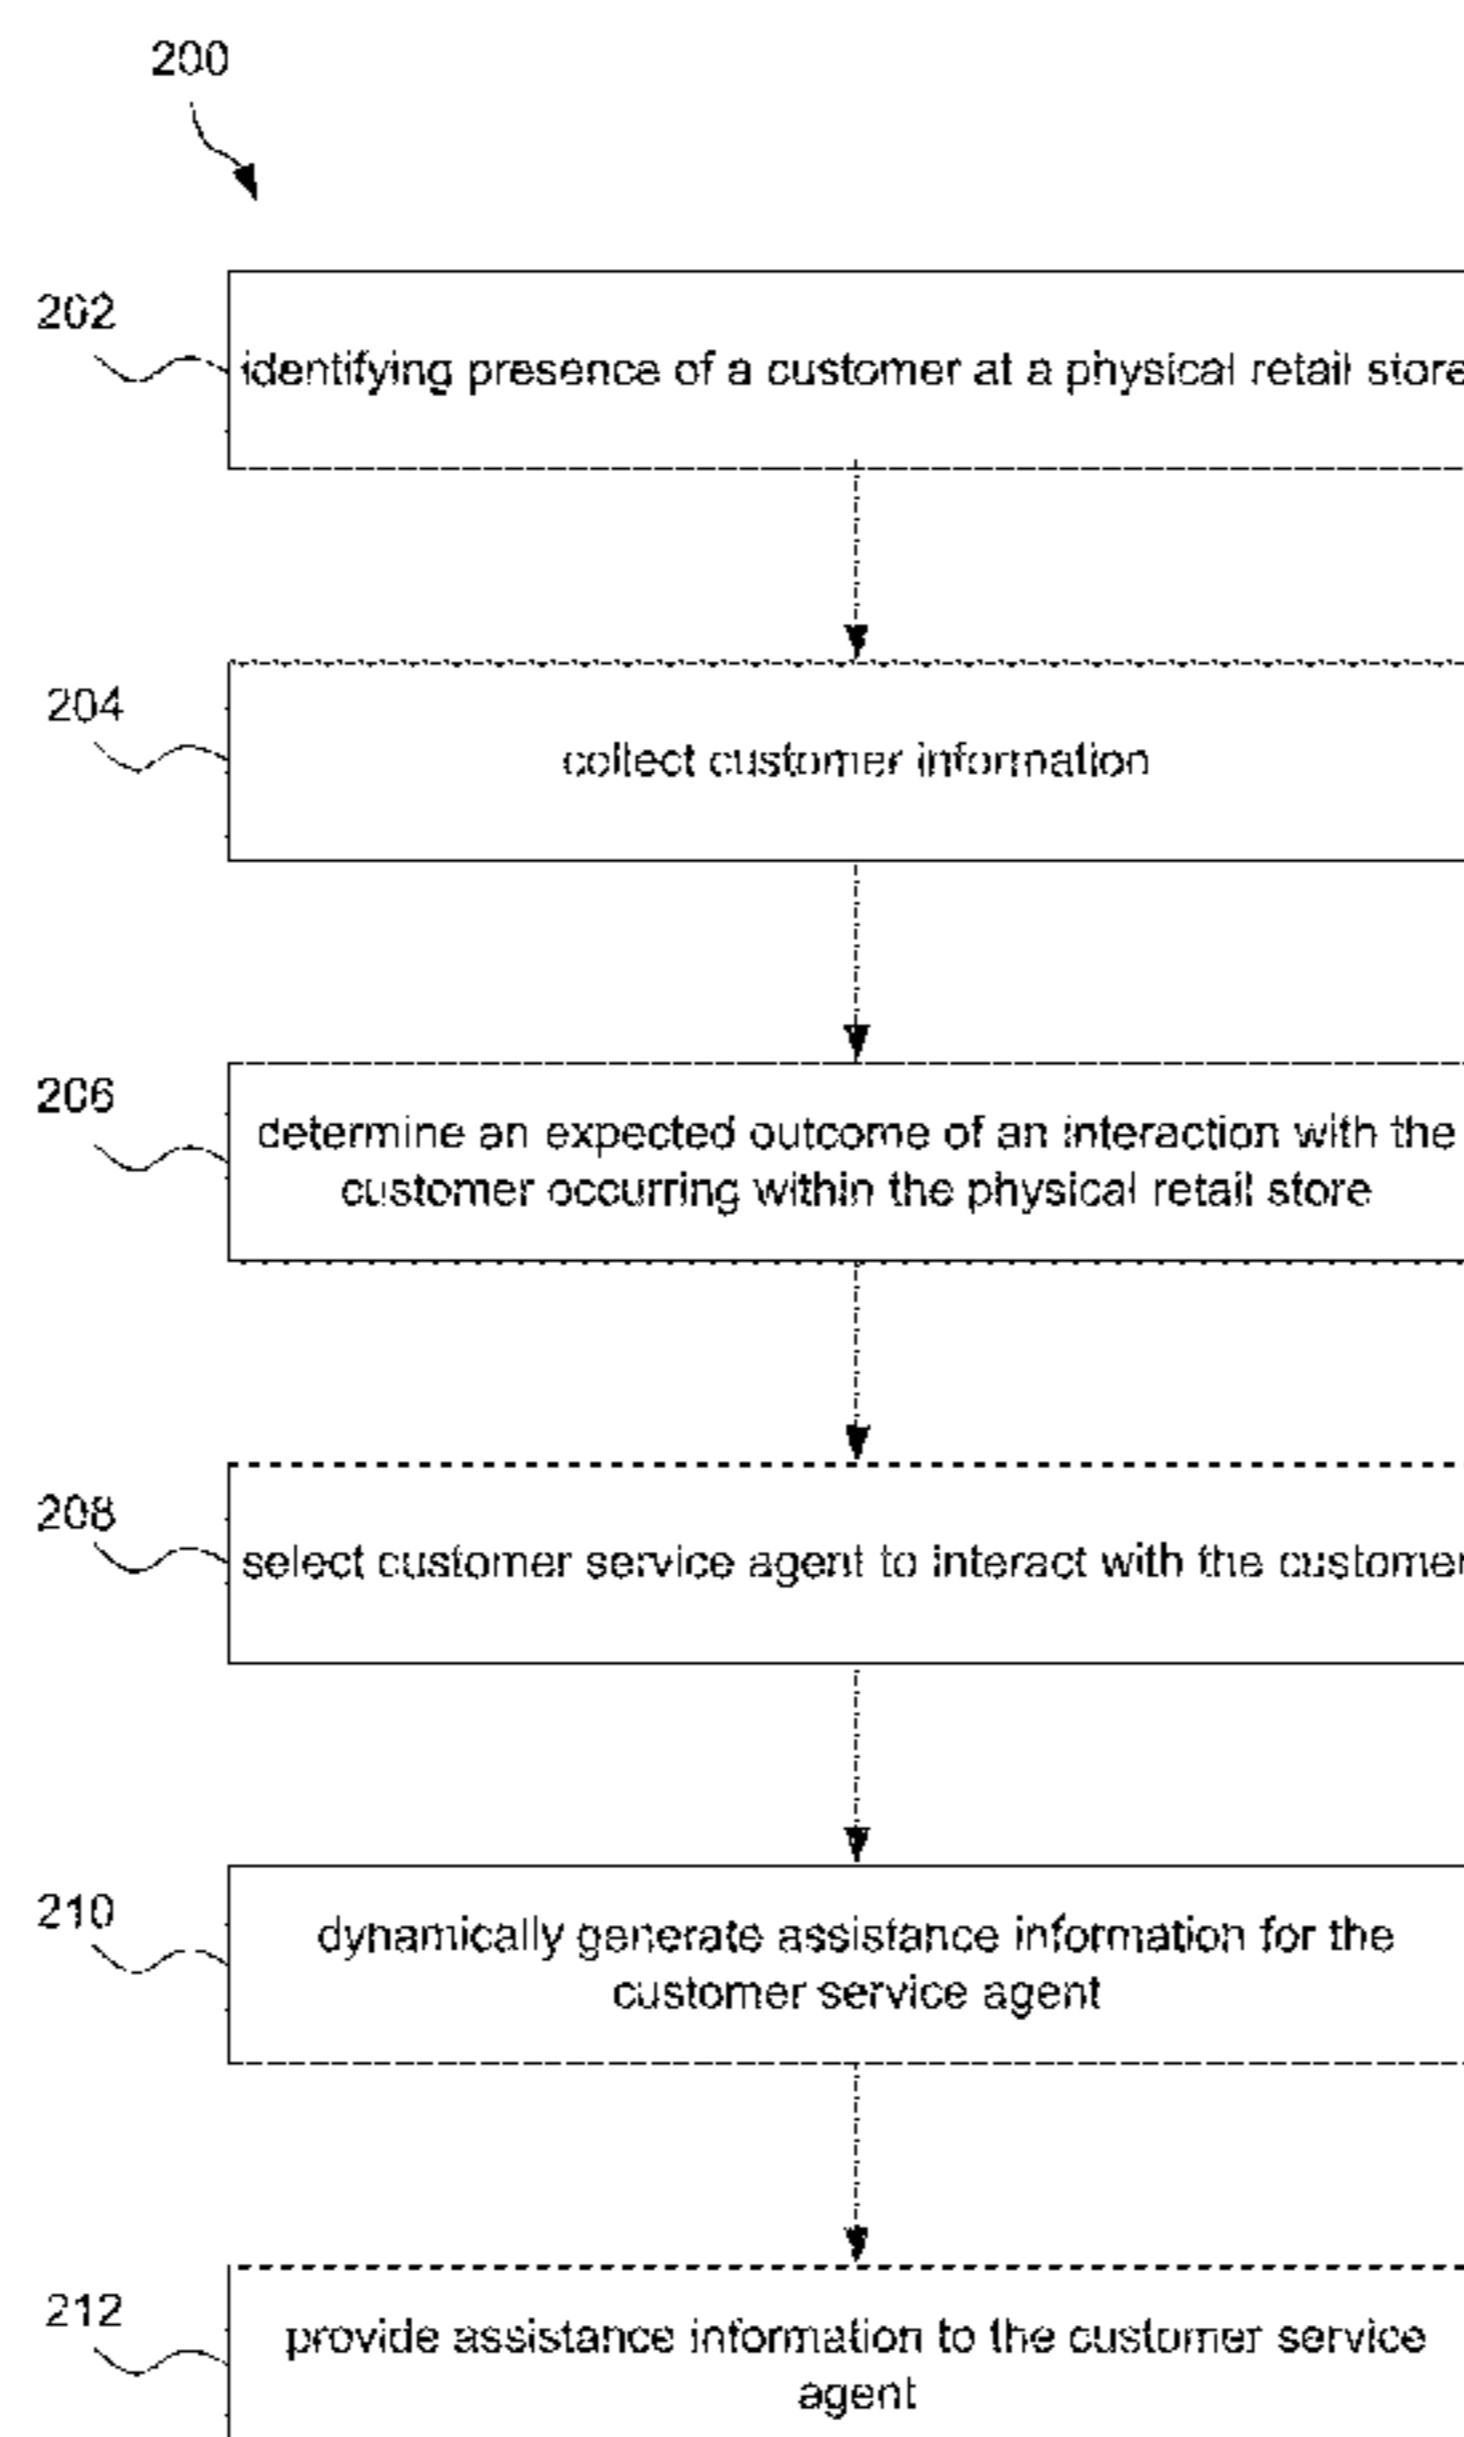 200
202
identifying presence of a customer at a physical retail store
204
collect customer information
206
determine an expected outcome of an interaction with the
customer occurring within the physical retail store
208
select customer service agent to interact with the customer
210
dynamically generate assistance information for the
customer service agent
212
provide assistance information to the customer service
agent